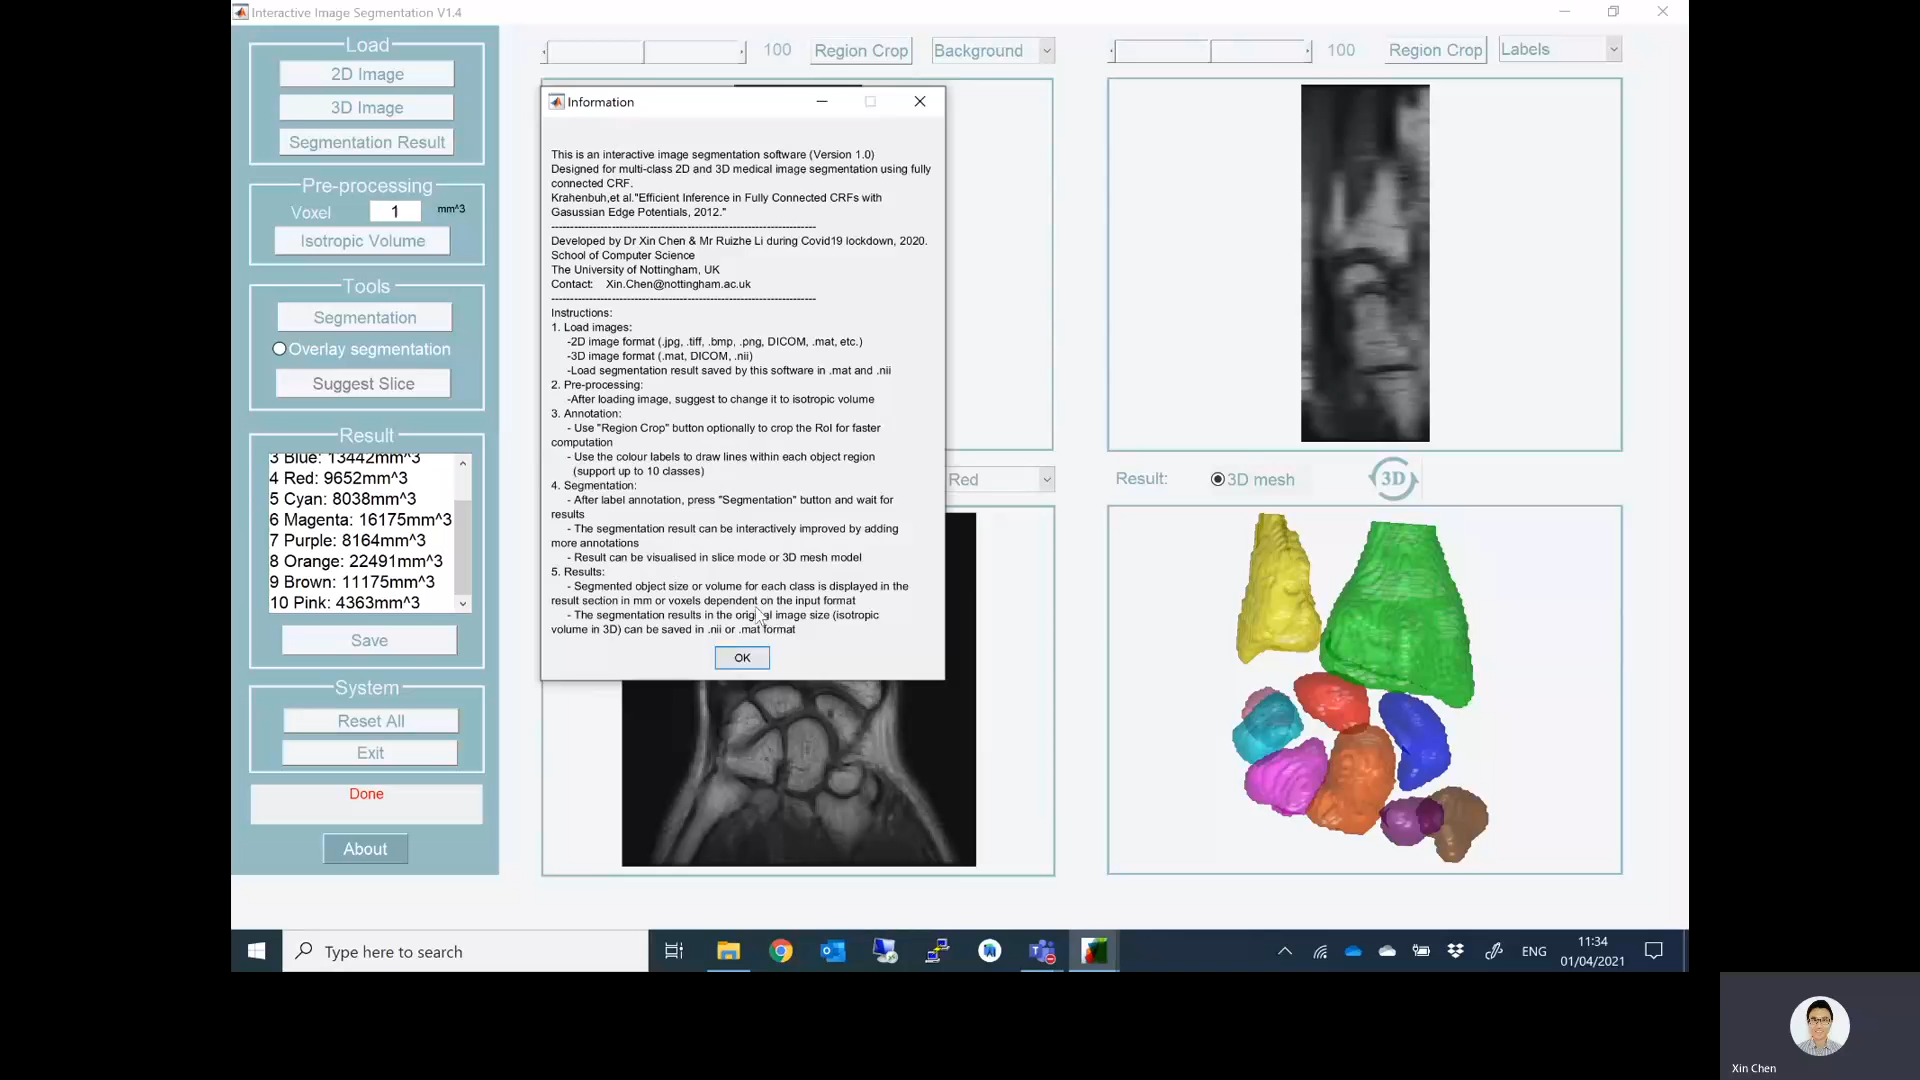 Interactive Image Segmentation V1.4
Load
2D Image
3D Image
Segmentation Result
Pre-processing
Voxel 1 mm^3
Isotropic Volume
Tools
Segmentation
Overlay segmentation
Suggest Slice
Result
3 Blue: 13442mm^3
4 Red: 9652mm^3
5 Cyan: 8038mm^3
6 Magenta: 16175mm^3
7 Purple: 8164mm^3
8 Orange: 22491mm^3
9 Brown: 11175mm^3
10 Pink: 4363mm^3
Save
System
Reset All
Exit
Done
About
100 Region Crop Background
100 Region Crop Labels
Information
This is an interactive image segmentation software (Version 1.0)
Designed for multi-class 2D and 3D medical image segmentation using fully
connected CRF.
Krahenbuh,et al."Efficient Inference in Fully Connected CRFs with
Gasussian Edge Potentials, 2012."
------------------------------------------------------------------
Developed by Dr Xin Chen & Mr Ruizhe Li during Covid19 lockdown, 2020.
School of Computer Science
The University of Nottingham, UK
Contact: Xin.Chen@nottingham.ac.uk
------------------------------------------------------------------
Instructions:
1. Load images:
-2D image format (.jpg, .tiff, .bmp, .png, DICOM, .mat, etc.)
-3D image format (.mat, DICOM, .nii)
-Load segmentation result saved by this software in .mat and .nii
2. Pre-processing:
-After loading image, suggest to change it to isotropic volume
3. Annotation:
- Use "Region Crop" button optionally to crop the RoI for faster
computation
- Use the colour labels to draw lines within each object region
(support up to 10 classes)
4. Segmentation:
- After label annotation, press "Segmentation" button and wait for
results
- The segmentation result can be interactively improved by adding
more annotations
- Result can be visualised in slice mode or 3D mesh model
5. Results:
- Segmented object size or volume for each class is displayed in the
result section in mm or voxels dependent on the input format
- The segmentation results in the original image size (isotropic
volume in 3D) can be saved in .nii or .mat format
OK
Red
Result: 3D mesh 3D
Type here to search
ENG
11:34
01/04/2021
Xin Chen